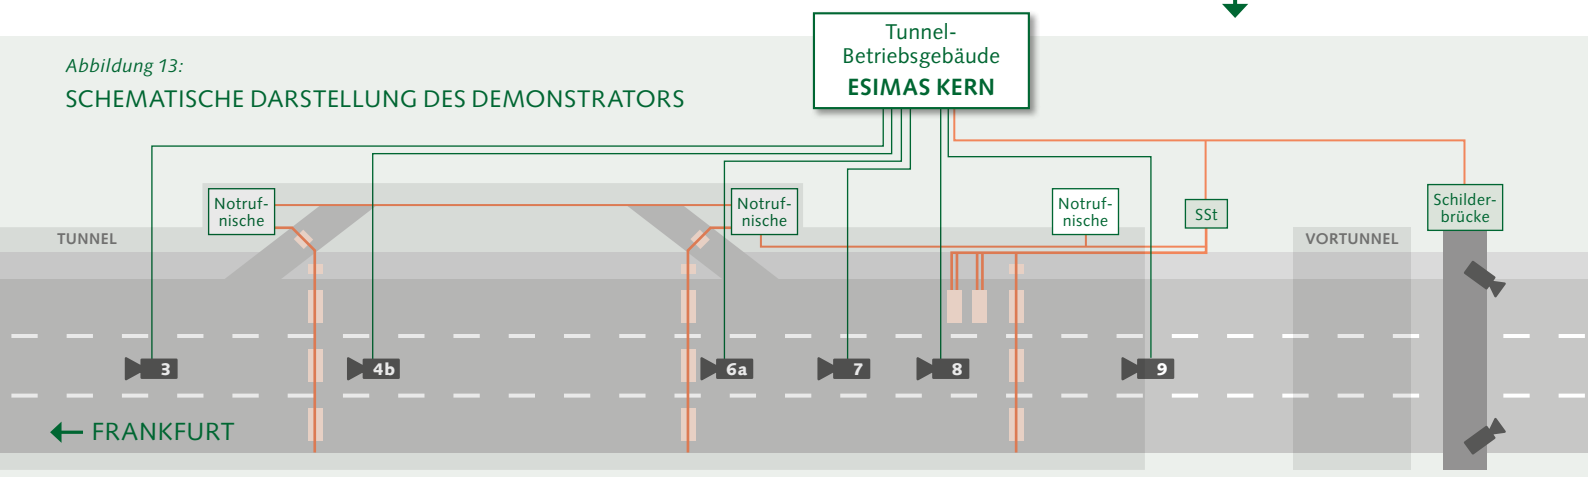 Tunnel-
Betriebsgebäude
ESIMAS KERN
Abbildung 13:
SCHEMATISCHE DARSTELLUNG DES DEMONSTRATORS
Notruf-
nische
Notruf-
nische
Notruf-
nische
SSt
Schilder-
brücke
TUNNEL
VORTUNNEL
3
4b
6a
7
8
9
FRANKFURT